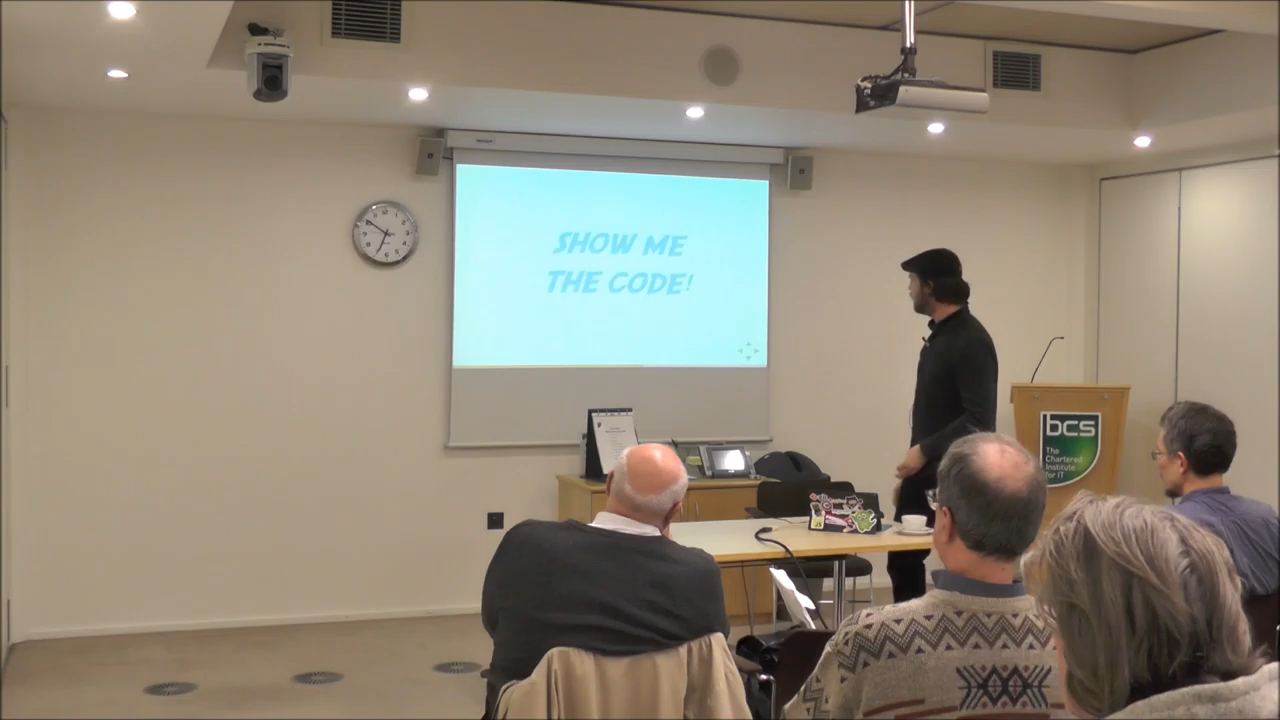 SHOW ME
THE CODE!
bcs
The
Chartered
Institute
for IT